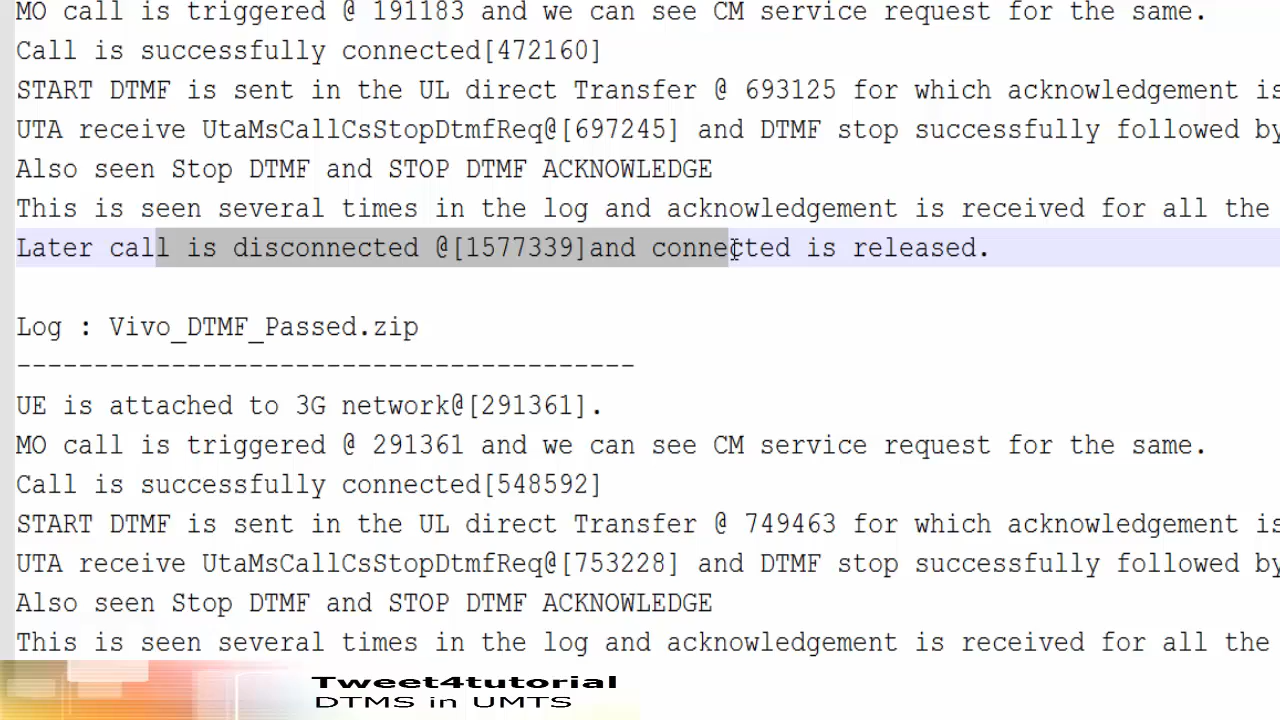 MO call is triggered @ 191183 and we can see CM service request for the same.
Call is successfully connected[472160]
START DTMF is sent in the UL direct Transfer @ 693125 for which acknowledgement is
UTA receive UtaMsCallCsStopDtmfReq@[697245] and DTMF stop successfully followed by
Also seen Stop DTMF and STOP DTMF ACKNOWLEDGE
This is seen several times in the log and acknowledgement is received for all the
Later call is disconnected @[1577339]and connected is released.
Log : Vivo_DTMF_Passed.zip
----------------------------------------
UE is attached to 3G network@[291361].
MO call is triggered @ 291361 and we can see CM service request for the same.
Call is successfully connected[548592]
START DTMF is sent in the UL direct Transfer @ 749463 for which acknowledgement is
UTA receive UtaMsCallCsStopDtmfReq@[753228] and DTMF stop successfully followed by
Also seen Stop DTMF and STOP DTMF ACKNOWLEDGE
This is seen several times in the log and acknowledgement is received for all the
Tweet4tutorial
DTMS in UMTS